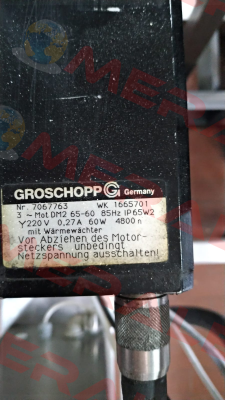 GROSCHOPP G Germany
Nr. 7067763 WK 1665701
3 ~ Mot.DM2 65-60 85Hz IP65W2
Y220 V 0,27A 60W 4800 n
mit Wärmewächter
Vor Abziehen des Motor-
steckers unbedingt
Netzspannung ausschalten!